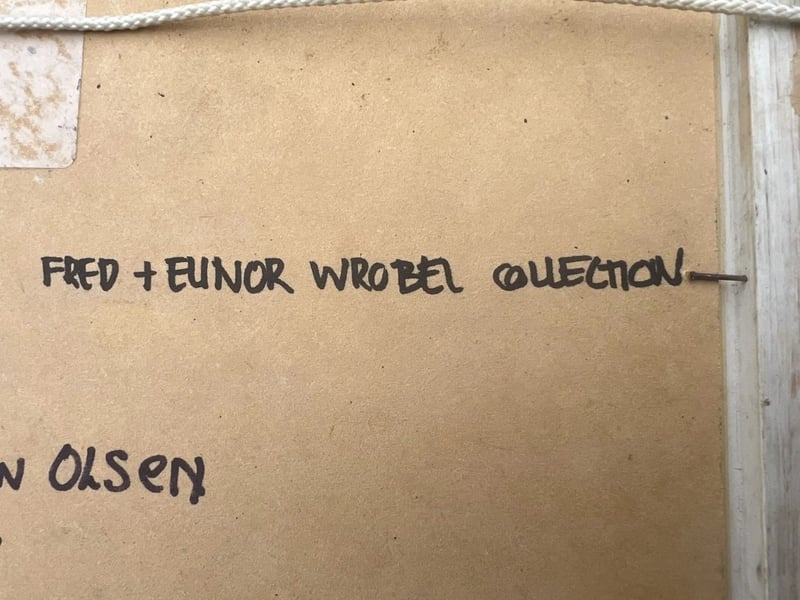 FRED + ELINOR WROBEL COLLECTION
N OLSEN